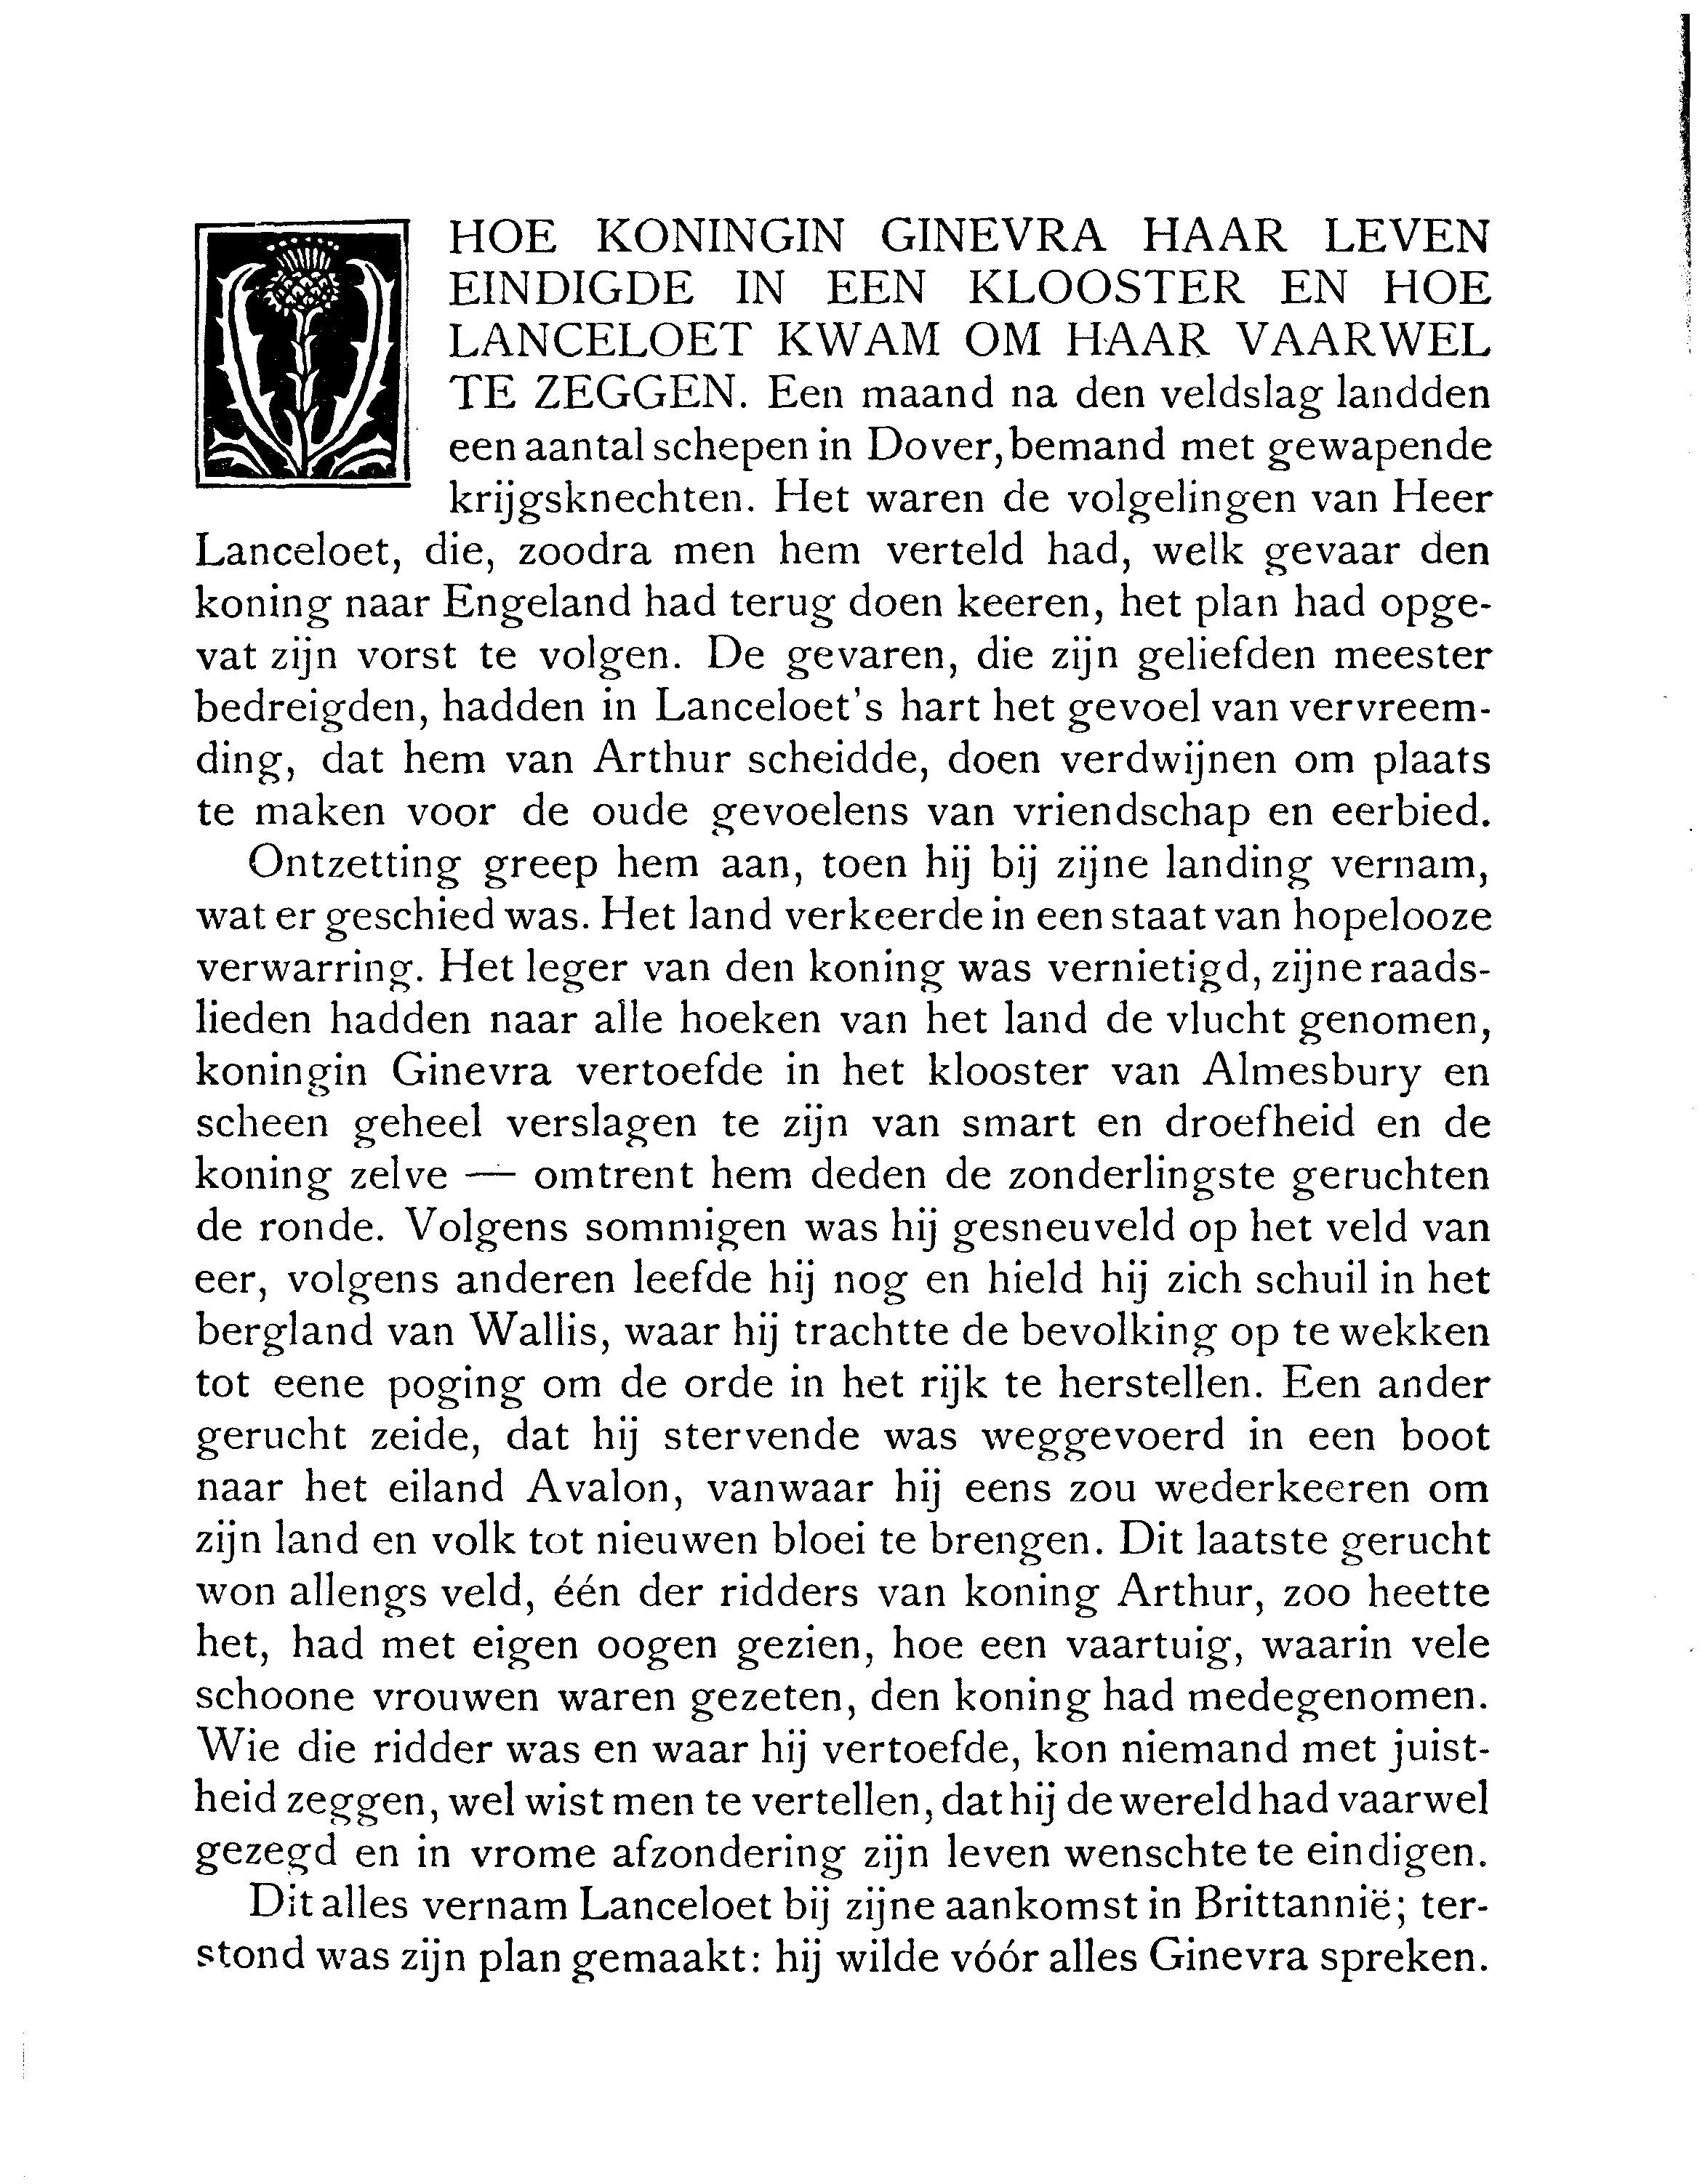 HOE KONINGIN GINEVRA HAAR LEVEN
EINDIGDE IN EEN KLOOSTER EN HOE
LANCELOET KWAM OM HAAR VAARWEL
TE ZEGGEN. Een maand na den veldslag landden
een aantal schepen in Dover, bemand met gewapende
krijgsknechten. Het waren de volgelingen van Heer
Lanceloet, die, zoodra men hem verteld had, welk gevaar den
koning naar Engeland had terug doen keeren, het plan had opge-
vat zijn vorst te volgen. De gevaren, die zijn geliefden meester
bedreigden, hadden in Lanceloet's hart het gevoel van vervreem-
ding, dat hem van Arthur scheidde, doen verdwijnen om plaats
te maken voor de oude gevoelens van vriendschap en eerbied.
Ontzetting greep hem aan, toen hij bij zijne landing vernam,
wat er geschied was. Het land verkeerde in een staat van hopelooze
verwarring. Het leger van den koning was vernietigd, zijne raads-
lieden hadden naar alle hoeken van het land de vlucht genomen,
koningin Ginevra vertoefde in het klooster van Almesbury en
scheen geheel verslagen te zijn van smart en droefheid en de
koning zelve — omtrent hem deden de zonderlingste geruchten
de ronde. Volgens sommigen was hij gesneuveld op het veld van
eer, volgens anderen leefde hij nog en hield hij zich schuil in het
bergland van Wallis, waar hij trachtte de bevolking op te wekken
tot eene poging om de orde in het rijk te herstellen. Een ander
gerucht zeide, dat hij stervende was weggevoerd in een boot
naar het eiland Avalon, vanwaar hij eens zou wederkeeren om
zijn land en volk tot nieuwen bloei te brengen. Dit laatste gerucht
won allengs veld, één der ridders van koning Arthur, zoo heette
het, had met eigen oogen gezien, hoe een vaartuig, waarin vele
schoone vrouwen waren gezeten, den koning had medegenomen.
Wie die ridder was en waar hij vertoefde, kon niemand met juist-
heid zeggen, wel wist men te vertellen, dat hij de wereld had vaarwel
gezegd en in vrome afzondering zijn leven wenschte te eindigen.
Dit alles vernam Lanceloet bij zijne aankomst in Brittannië; ter-
stond was zijn plan gemaakt: hij wilde vóór alles Ginevra spreken.